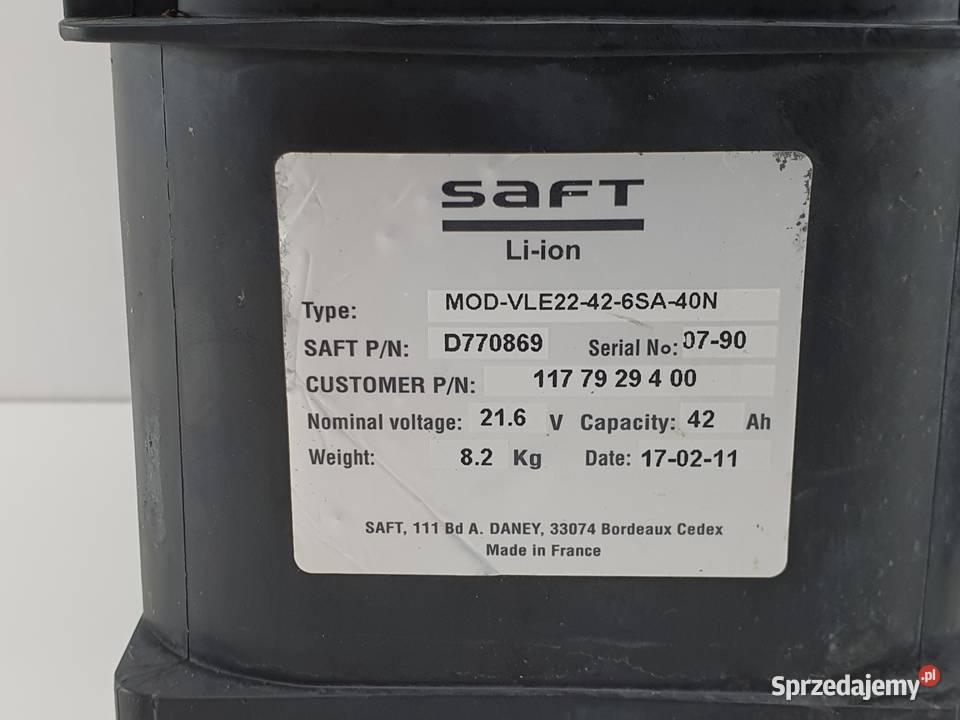 SAFT
Li-ion
Type: MOD-VLE22-42-6SA-40N
SAFT P/N: D770869 Serial No: 07-90
CUSTOMER P/N: 117 79 29 4 00
Nominal voltage: 21.6 V Capacity: 42 Ah
Weight: 8.2 Kg Date: 17-02-11
SAFT, 111 Bd A. DANEY, 33074 Bordeaux Cedex
Made in France
Sprzedajemy.pl